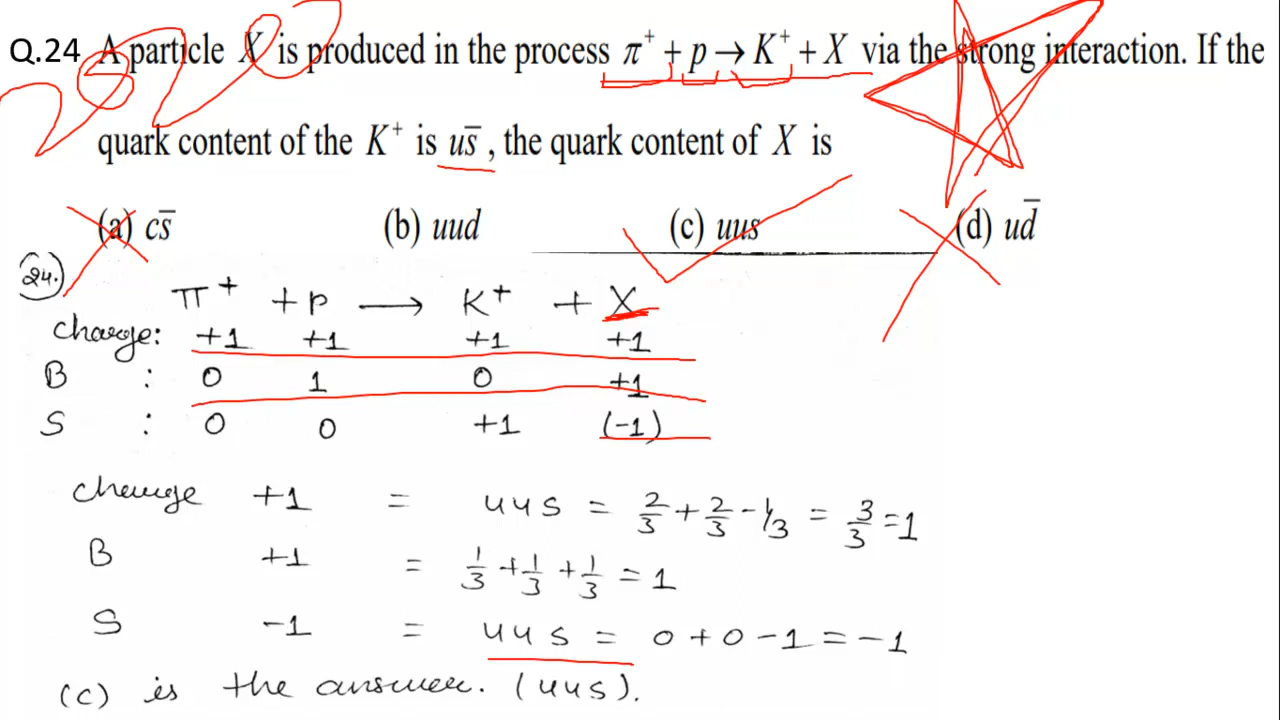 Q.24 A particle X is produced in the process π⁺ + p → K⁺ + X via the strong interaction. If the
quark content of the K⁺ is us̄, the quark content of X is
(a) cs̄ (b) uud (c) uus (d) ud̄
24.
π⁺ + p → K⁺ + X
charge: +1 +1 +1 +1
B : 0 1 0 +1
S : 0 0 +1 (-1)
charge +1 = uus = 2/3 + 2/3 - 1/3 = 3/3 = 1
B +1 = 1/3 + 1/3 + 1/3 = 1
S -1 = uus = 0 + 0 - 1 = -1
(c) is the answer. (uus).